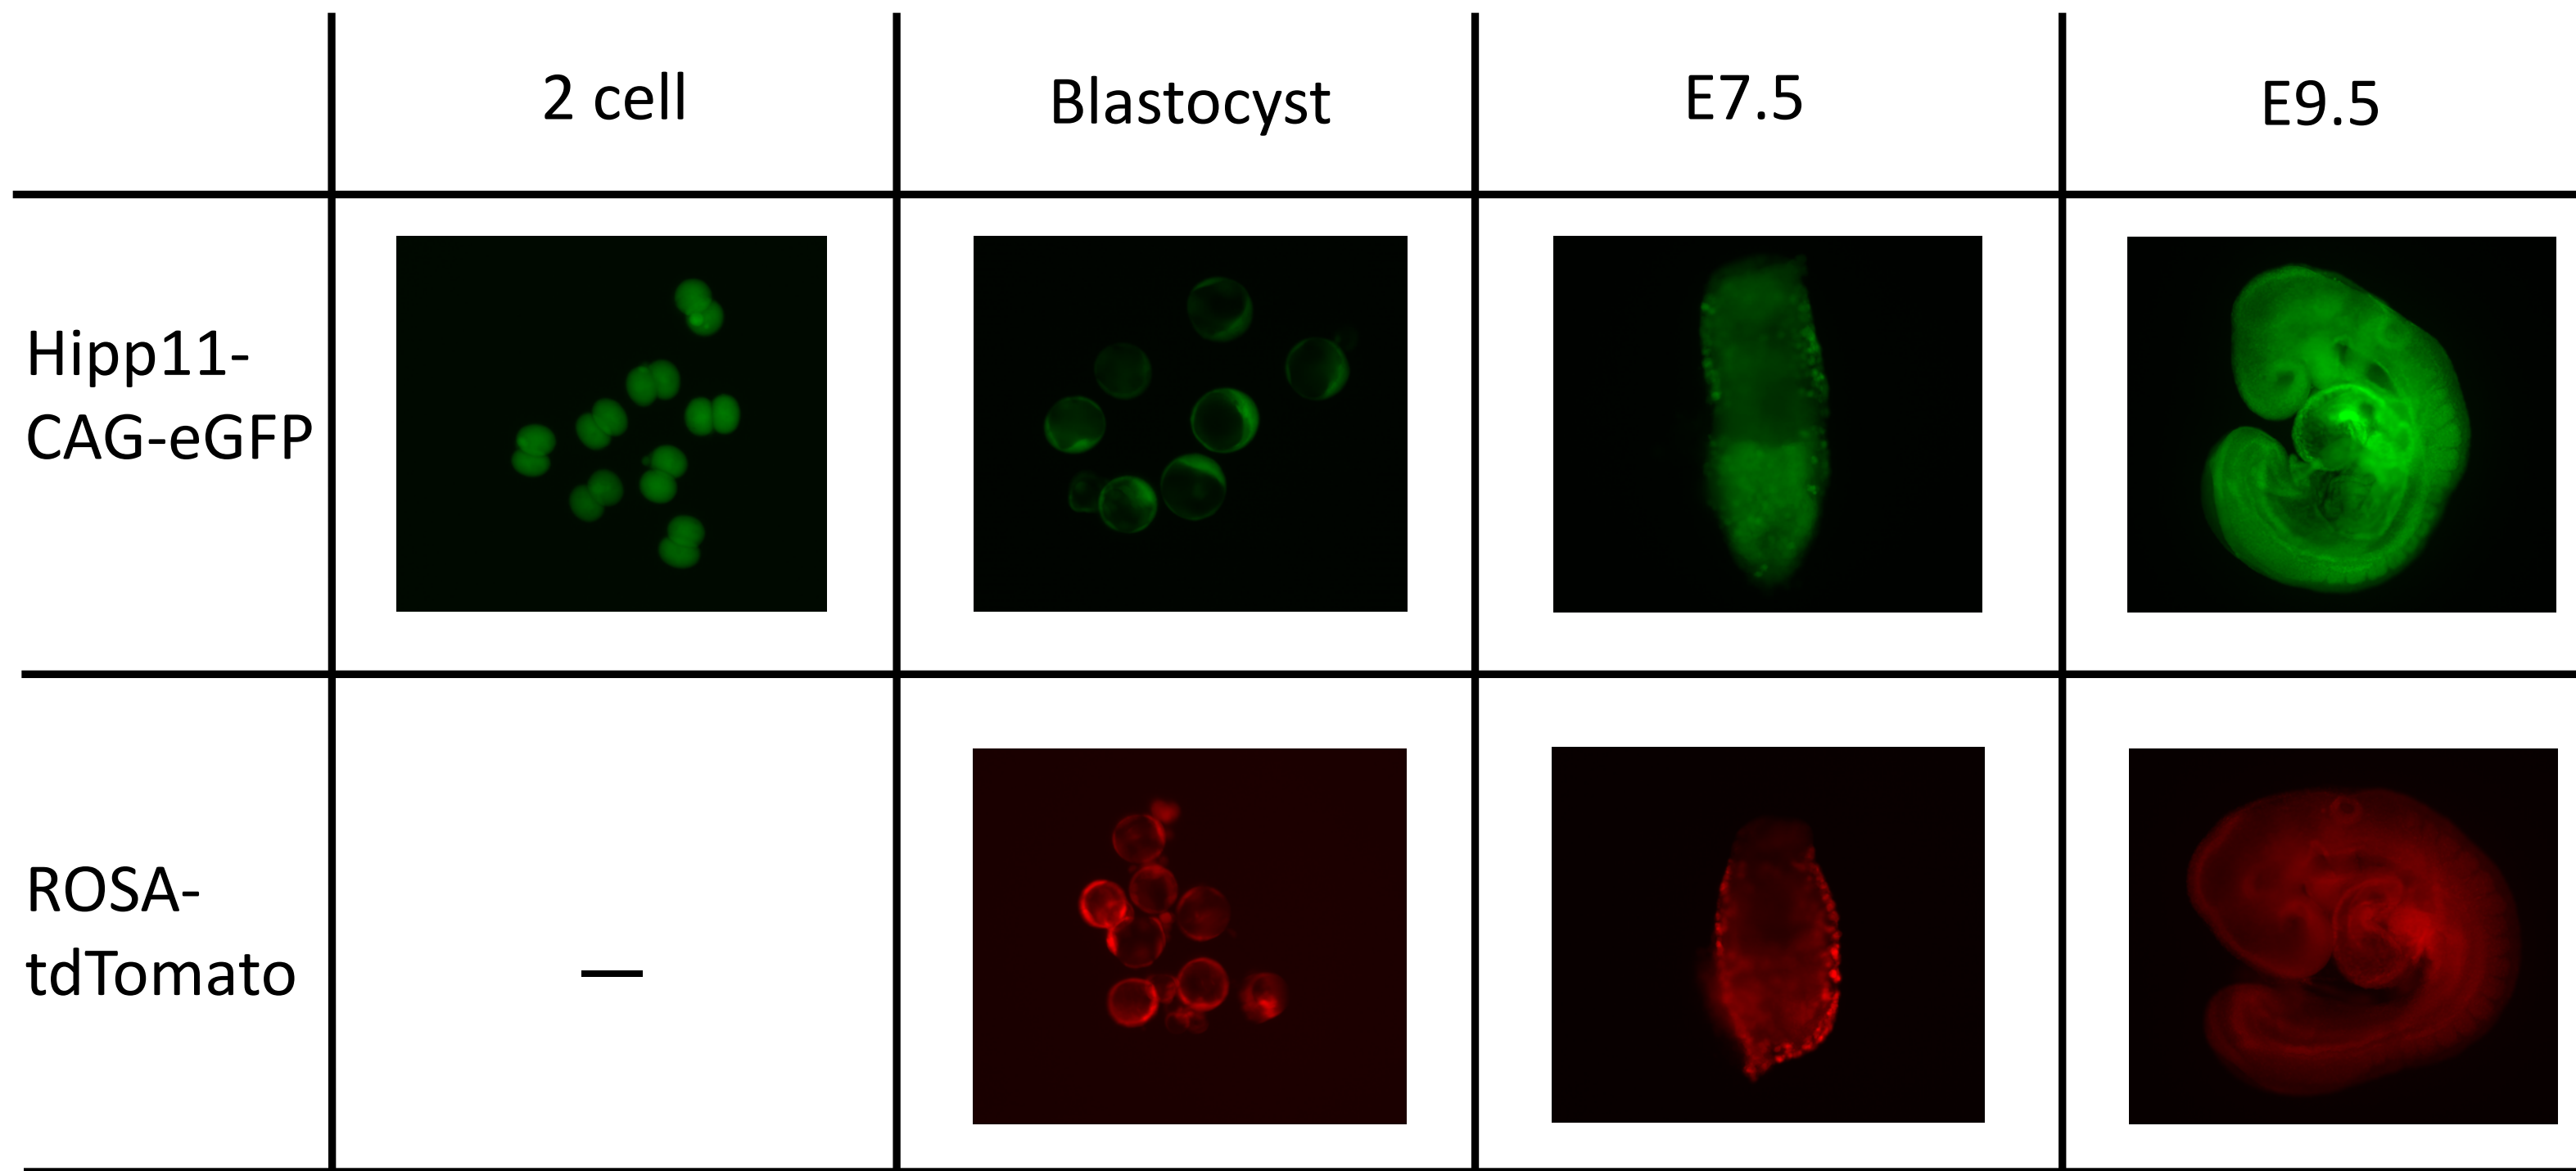 2 cell
Blastocyst
E7.5
E9.5
Hipp11-
CAG-eGFP
ROSA-
tdTomato
—